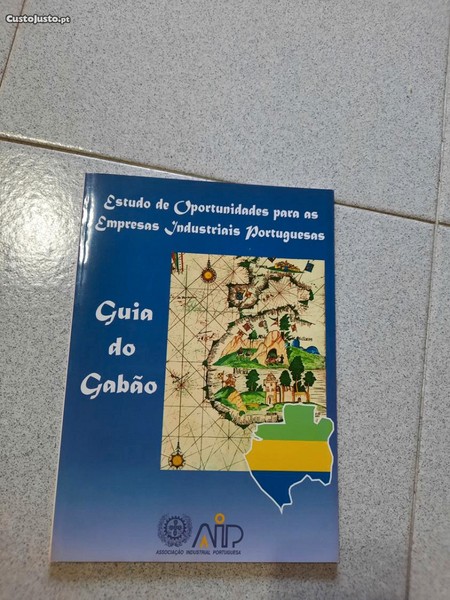 CustoJusto.pt
Estudo de Oportunidades para as
Empresas Industriais Portuguesas
Guia
do
Gabão
AIP
ASSOCIAÇÃO INDUSTRIAL PORTUGUESA